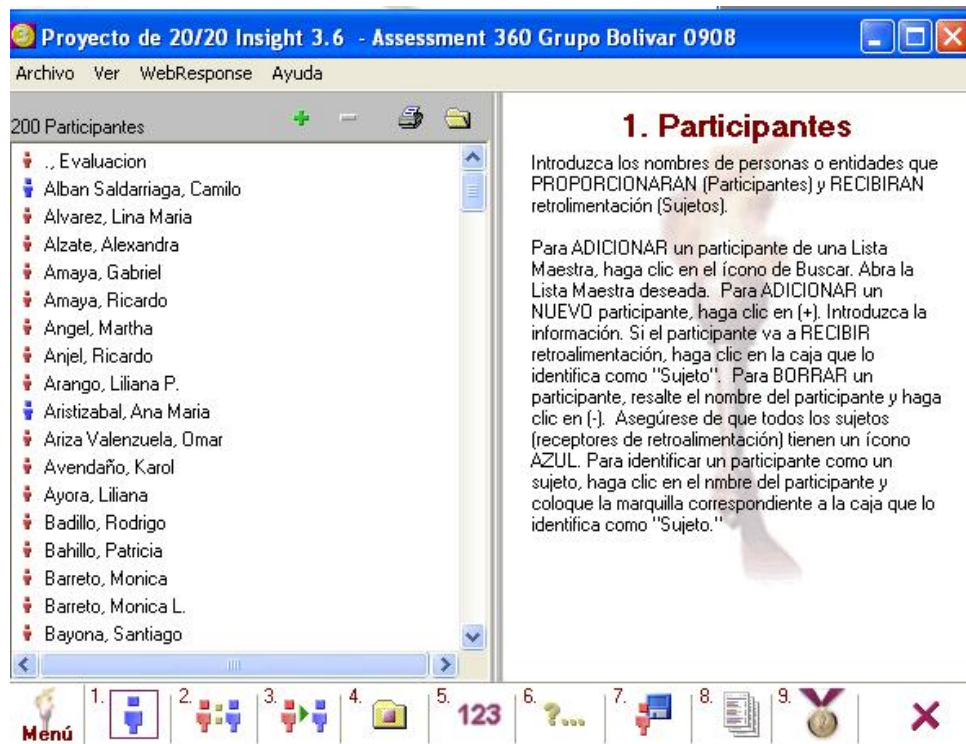 Proyecto de 20/20 Insight 3.6 - Assessment 360 Grupo Bolivar 0908
Archivo Ver WebResponse Ayuda
200 Participantes
., Evaluacion
Alban Saldarriaga, Camilo
Alvarez, Lina Maria
Alzate, Alexandra
Amaya, Gabriel
Amaya, Ricardo
Angel, Martha
Anjel, Ricardo
Arango, Liliana P.
Aristizabal, Ana Maria
Ariza Valenzuela, Omar
Avendaño, Karol
Ayora, Liliana
Badillo, Rodrigo
Bahillo, Patricia
Barreto, Monica
Barreto, Monica L.
Bayona, Santiago
1. Participantes
Introduzca los nombres de personas o entidades que
PROPORCIONARAN (Participantes) y RECIBIRAN
retrolimentación (Sujetos).
Para ADICIONAR un participante de una Lista
Maestra, haga clic en el ícono de Buscar. Abra la
Lista Maestra deseada. Para ADICIONAR un
NUEVO participante, haga clic en (+). Introduzca la
información. Si el participante va a RECIBIR
retroalimentación, haga clic en la caja que lo
identifica como "Sujeto". Para BORRAR un
participante, resalte el nombre del participante y haga
clic en (-). Asegúrese de que todos los sujetos
(receptores de retroalimentación) tienen un ícono
AZUL. Para identificar un participante como un
sujeto, haga clic en el nmbre del participante y
coloque la marquilla correspondiente a la caja que lo
identifica como "Sujeto."
Menú 1. 2. 3. 4. 5. 123 6. ?... 7. 8. 9.